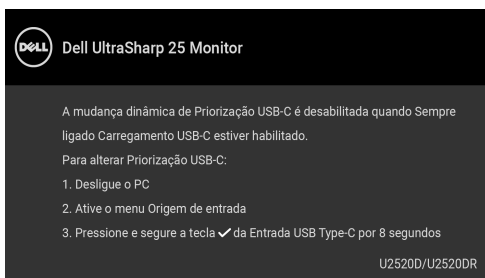 DELL
Dell UltraSharp 25 Monitor
A mudança dinâmica de Priorização USB-C é desabilitada quando Sempre
ligado Carregamento USB-C estiver habilitado.
Para alterar Priorização USB-C:
1. Desligue o PC
2. Ative o menu Origem de entrada
3. Pressione e segure a tecla ✓ da Entrada USB Type-C por 8 segundos
U2520D/U2520DR